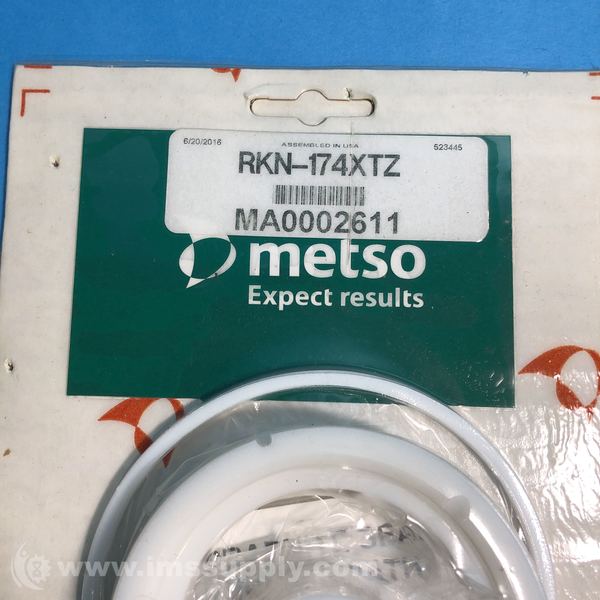 6/20/2016 ASSEMBLED IN USA 523445
RKN-174XTZ
MA0002611
metso
Expect results
www.imssupply.com